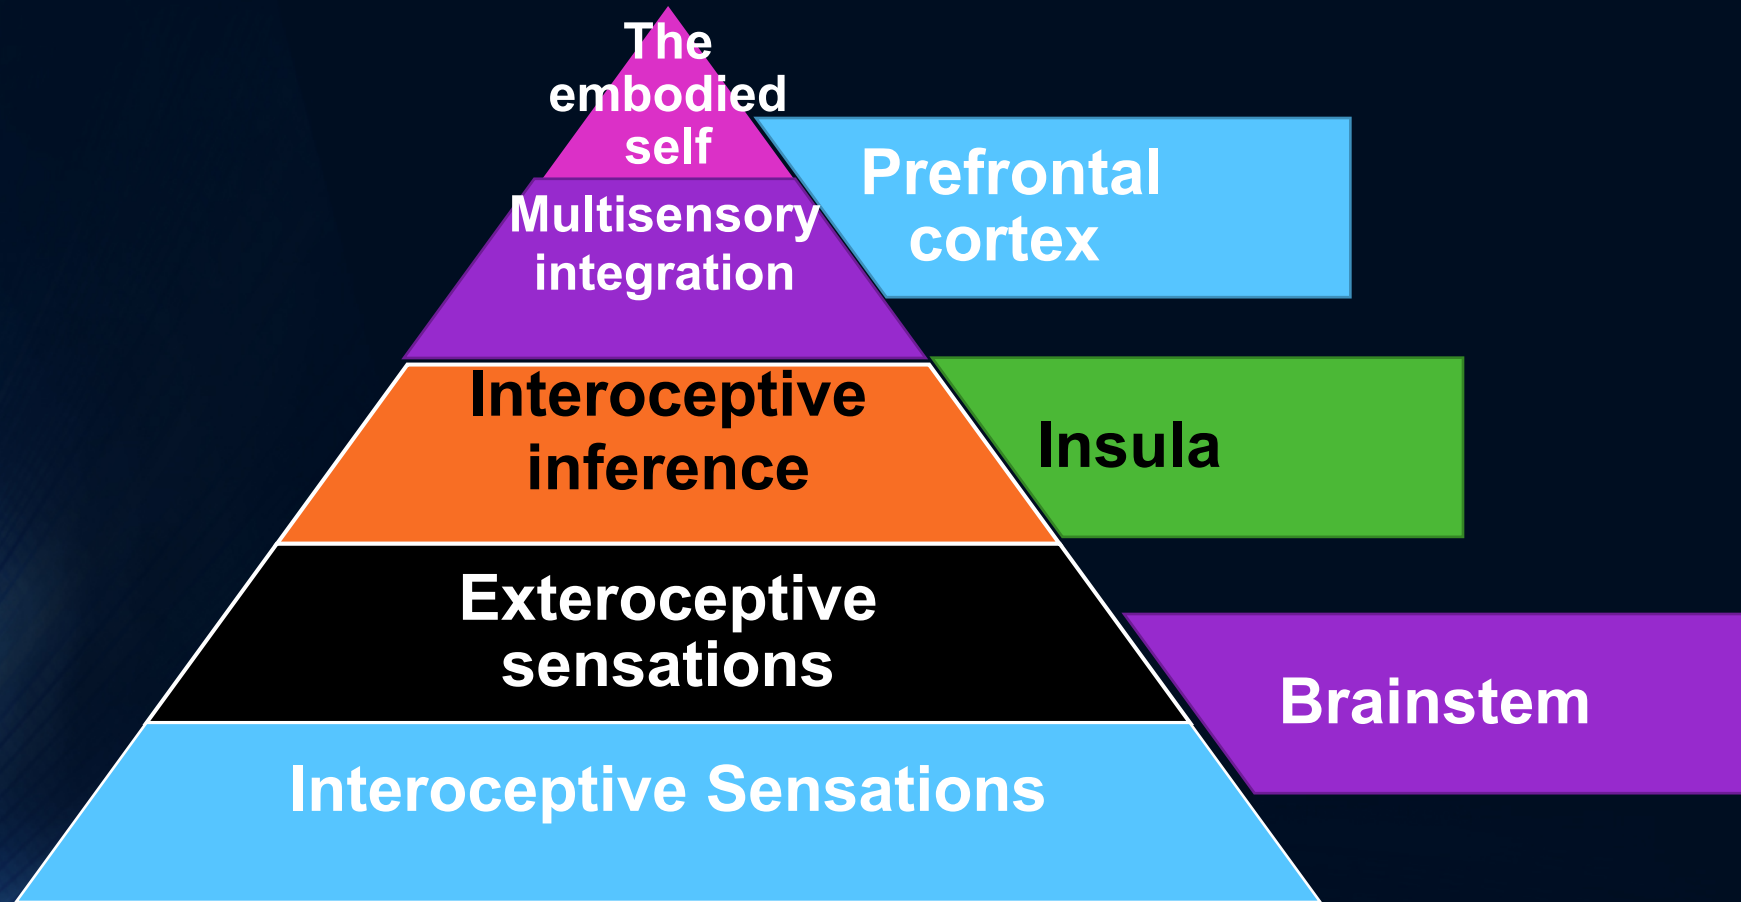 The
embodied
self
Prefrontal
cortex
Multisensory
integration
Interoceptive
inference
Insula
Exteroceptive
sensations
Brainstem
Interoceptive Sensations